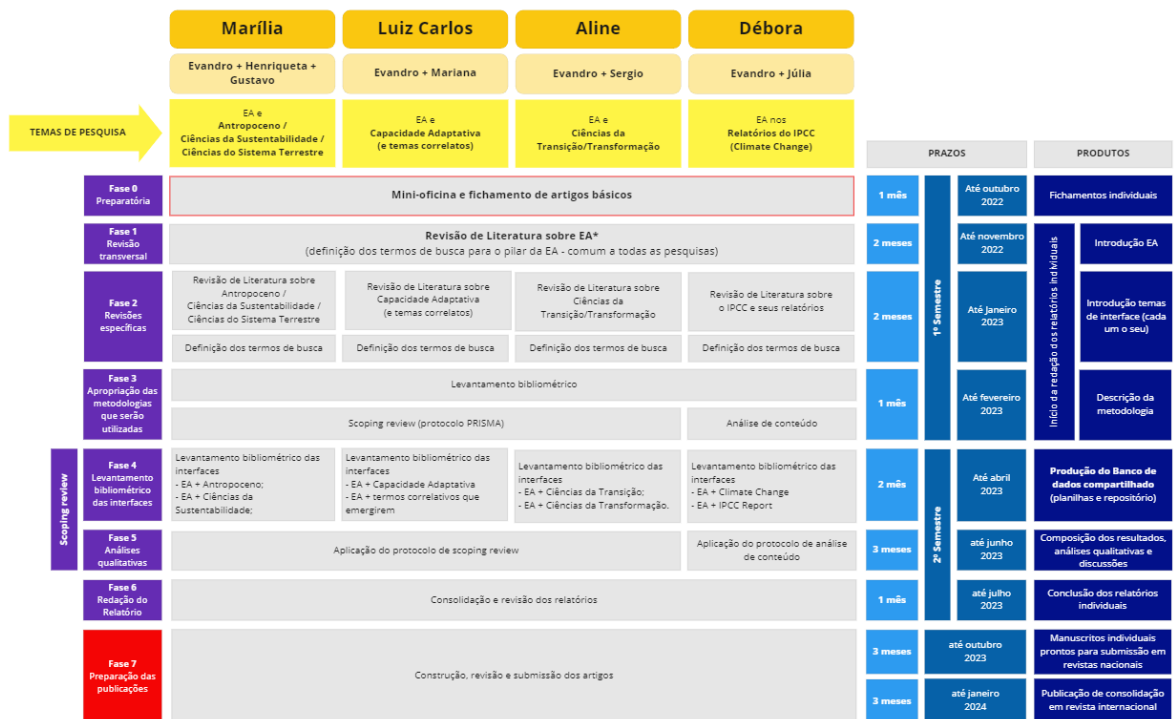 Marília
Luiz Carlos
Aline
Débora
Evandro + Henriqueta +
Gustavo
Evandro + Mariana
Evandro + Sergio
Evandro + Júlia
TEMAS DE PESQUISA
EA e
Antropoceno /
Ciências da Sustentabilidade /
Ciências do Sistema Terrestre
EA e
Capacidade Adaptativa
(e temas correlatos)
EA e
Ciências da
Transição/Transformação
EA nos
Relatórios do IPCC
(Climate Change)
PRAZOS
PRODUTOS
Fase 0
Preparatória
Mini-oficina e fichamento de artigos básicos
1 mês
Até outubro
2022
Fichamentos individuais
Fase 1
Revisão
transversal
Revisão de Literatura sobre EA*
(definição dos termos de busca para o pilar da EA - comum a todas as pesquisas)
2 meses
Até novembro
2022
Introdução EA
Fase 2
Revisões
específicas
Revisão de Literatura sobre
Antropoceno /
Ciências da Sustentabilidade /
Ciências do Sistema Terrestre
Revisão de Literatura sobre
Capacidade Adaptativa
(e temas correlatos)
Revisão de Literatura sobre
Ciências da
Transição/Transformação
Revisão de Literatura sobre
o IPCC e seus relatórios
Definição dos termos de busca
Definição dos termos de busca
Definição dos termos de busca
Definição dos termos de busca
2 meses
1º Semestre
Até Janeiro
2023
Início da redação dos relatórios individuais
Introdução temas
de interface (cada
um o seu)
Fase 3
Apropriação das
metodologias
que serão
utilizadas
Levantamento bibliométrico
Scoping review (protocolo PRISMA)
Análise de conteúdo
1 mês
Até fevereiro
2023
Descrição da
metodologia
Scoping review
Fase 4
Levantamento
bibliométrico
das interfaces
Levantamento bibliométrico das
interfaces
- EA + Antropoceno;
- EA + Ciências da
Sustentabilidade;
Levantamento bibliométrico das
interfaces
- EA + Capacidade Adaptativa
- EA + termos correlativos que
emergirem
Levantamento bibliométrico das
interfaces
- EA + Ciências da Transição;
- EA + Ciências da Transformação.
Levantamento bibliométrico das
interfaces
- EA + Climate Change
- EA + IPCC Report
2 mês
Até abril
2023
Produção do Banco de
dados compartilhado
(planilhas e repositório)
Fase 5
Análises
qualitativas
Aplicação do protocolo de scoping review
Aplicação do protocolo de análise
de conteúdo
3 meses
2º Semestre
até junho
2023
Composição dos resultados,
análises qualitativas e
discussões
Fase 6
Redação do
Relatório
Consolidação e revisão dos relatórios
1 mês
até julho
2023
Conclusão dos relatórios
individuais
Fase 7
Preparação das
publicações
Construção, revisão e submissão dos artigos
3 meses
até outubro
2023
Manuscritos individuais
prontos para submissão em
revistas nacionais
3 meses
até janeiro
2024
Publicação de consolidação
em revista internacional